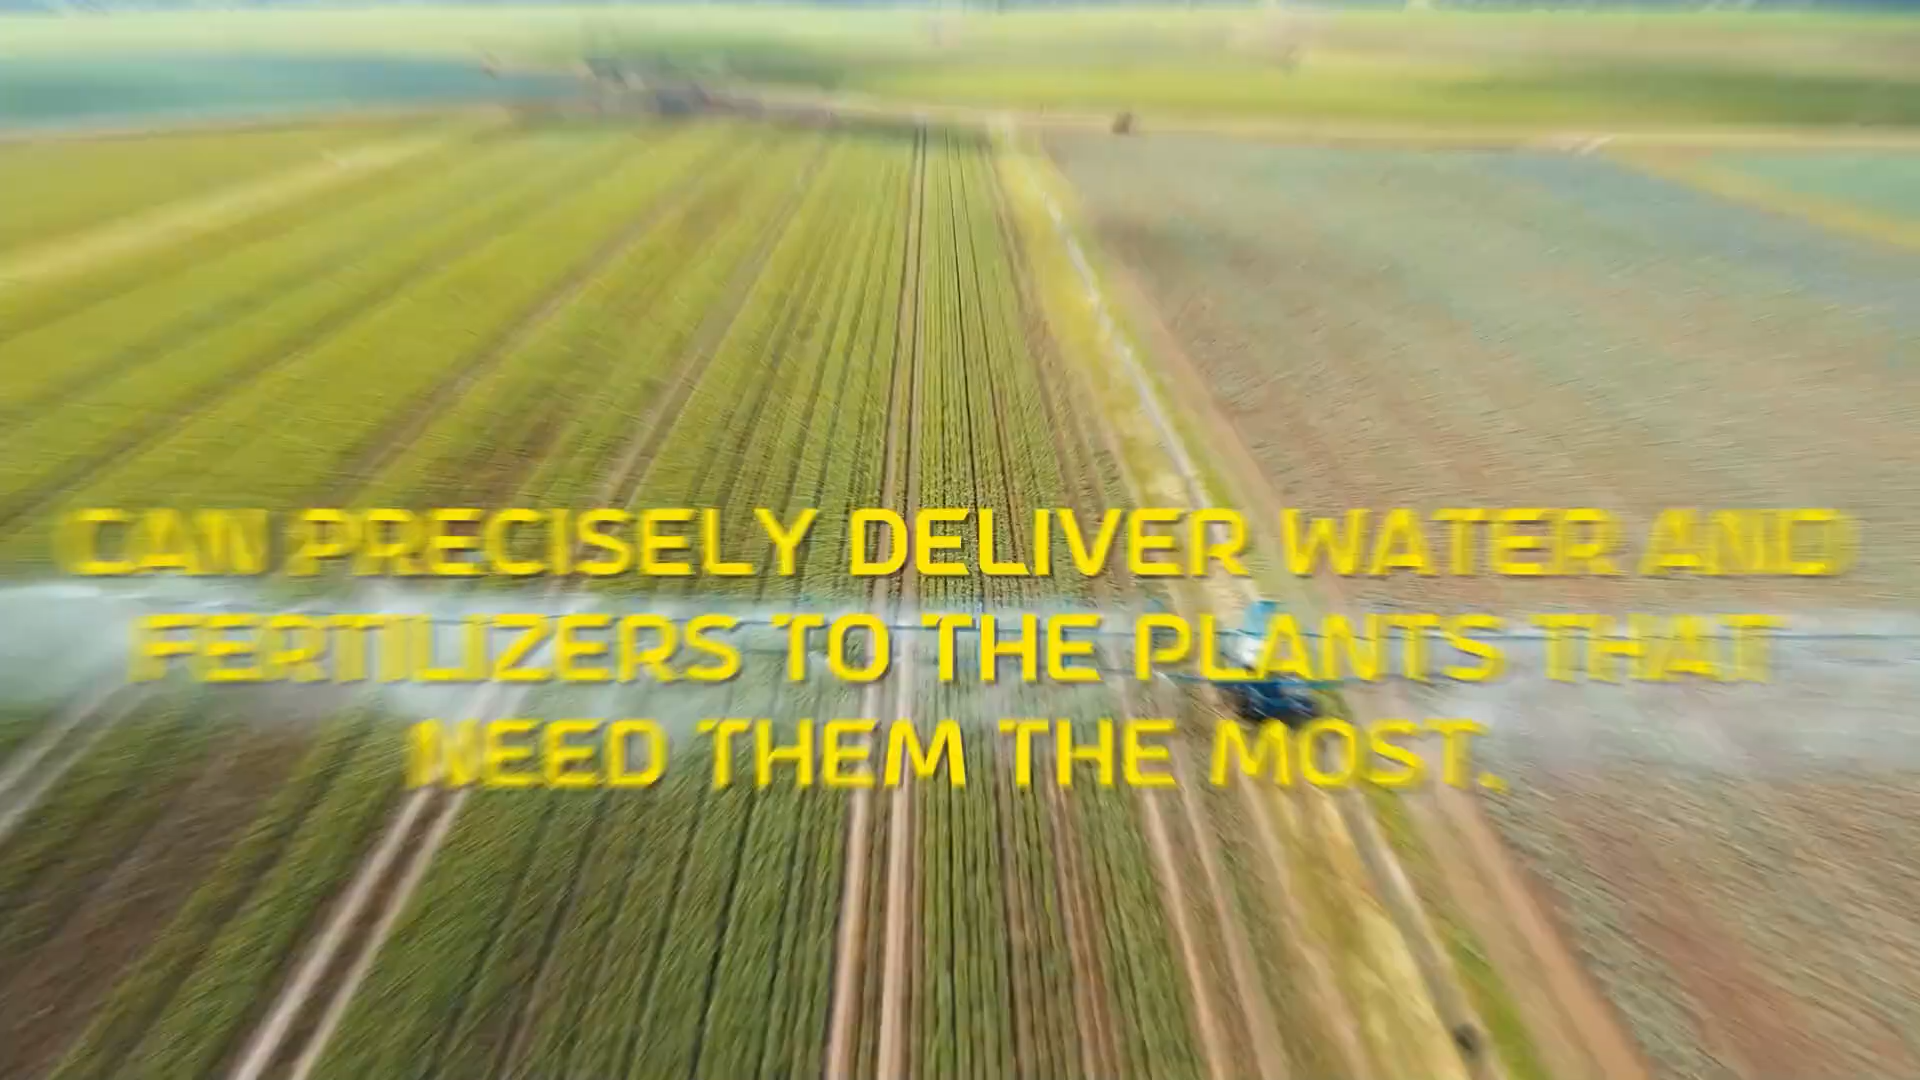 CAN PRECISELY DELIVER WATER AND
FERTILIZERS TO THE PLANTS THAT
NEED THEM THE MOST.